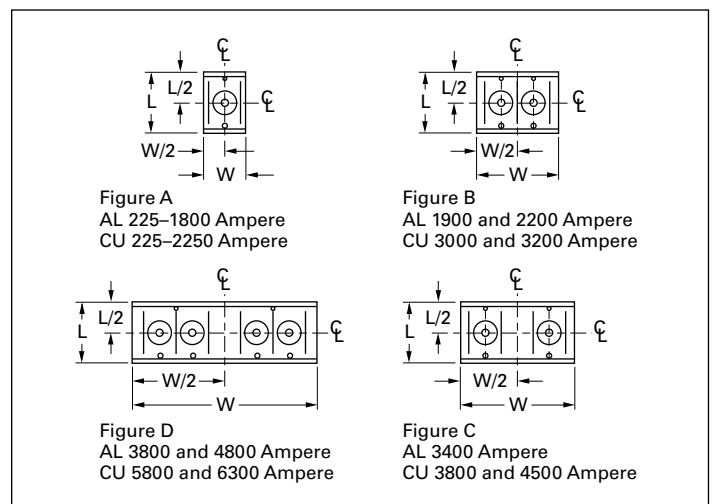 ℄
L/2
L
℄
W/2
W
Figure A
AL 225–1800 Ampere
CU 225–2250 Ampere
℄
L/2
L
℄
W/2
W
Figure B
AL 1900 and 2200 Ampere
CU 3000 and 3200 Ampere
℄
L/2
L
℄
W/2
W
Figure D
AL 3800 and 4800 Ampere
CU 5800 and 6300 Ampere
℄
L/2
L
℄
W/2
W
Figure C
AL 3400 Ampere
CU 3800 and 4500 Ampere